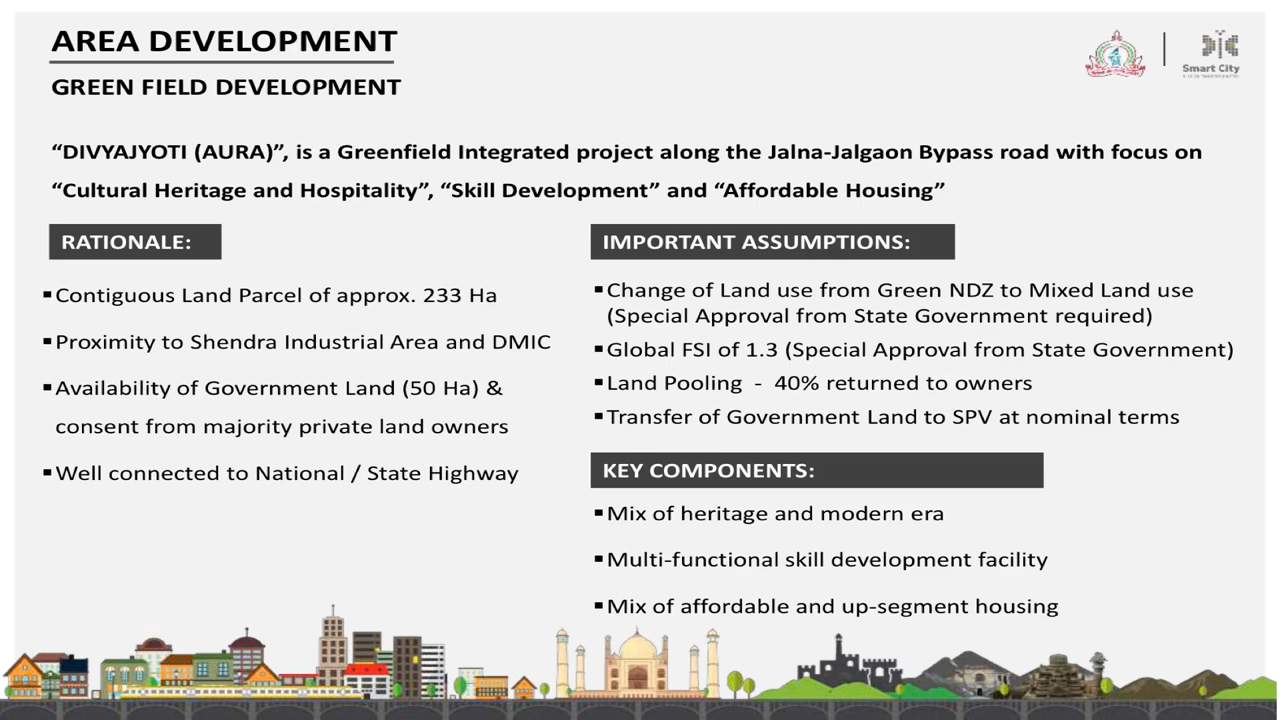 AREA DEVELOPMENT
GREEN FIELD DEVELOPMENT
Smart City
“DIVYAJYOTI (AURA)”, is a Greenfield Integrated project along the Jalna-Jalgaon Bypass road with focus on
“Cultural Heritage and Hospitality”, “Skill Development” and “Affordable Housing”
RATIONALE:
▪Contiguous Land Parcel of approx. 233 Ha
▪Proximity to Shendra Industrial Area and DMIC
▪Availability of Government Land (50 Ha) &
consent from majority private land owners
▪Well connected to National / State Highway
IMPORTANT ASSUMPTIONS:
▪Change of Land use from Green NDZ to Mixed Land use
(Special Approval from State Government required)
▪Global FSI of 1.3 (Special Approval from State Government)
▪Land Pooling - 40% returned to owners
▪Transfer of Government Land to SPV at nominal terms
KEY COMPONENTS:
▪Mix of heritage and modern era
▪Multi-functional skill development facility
▪Mix of affordable and up-segment housing